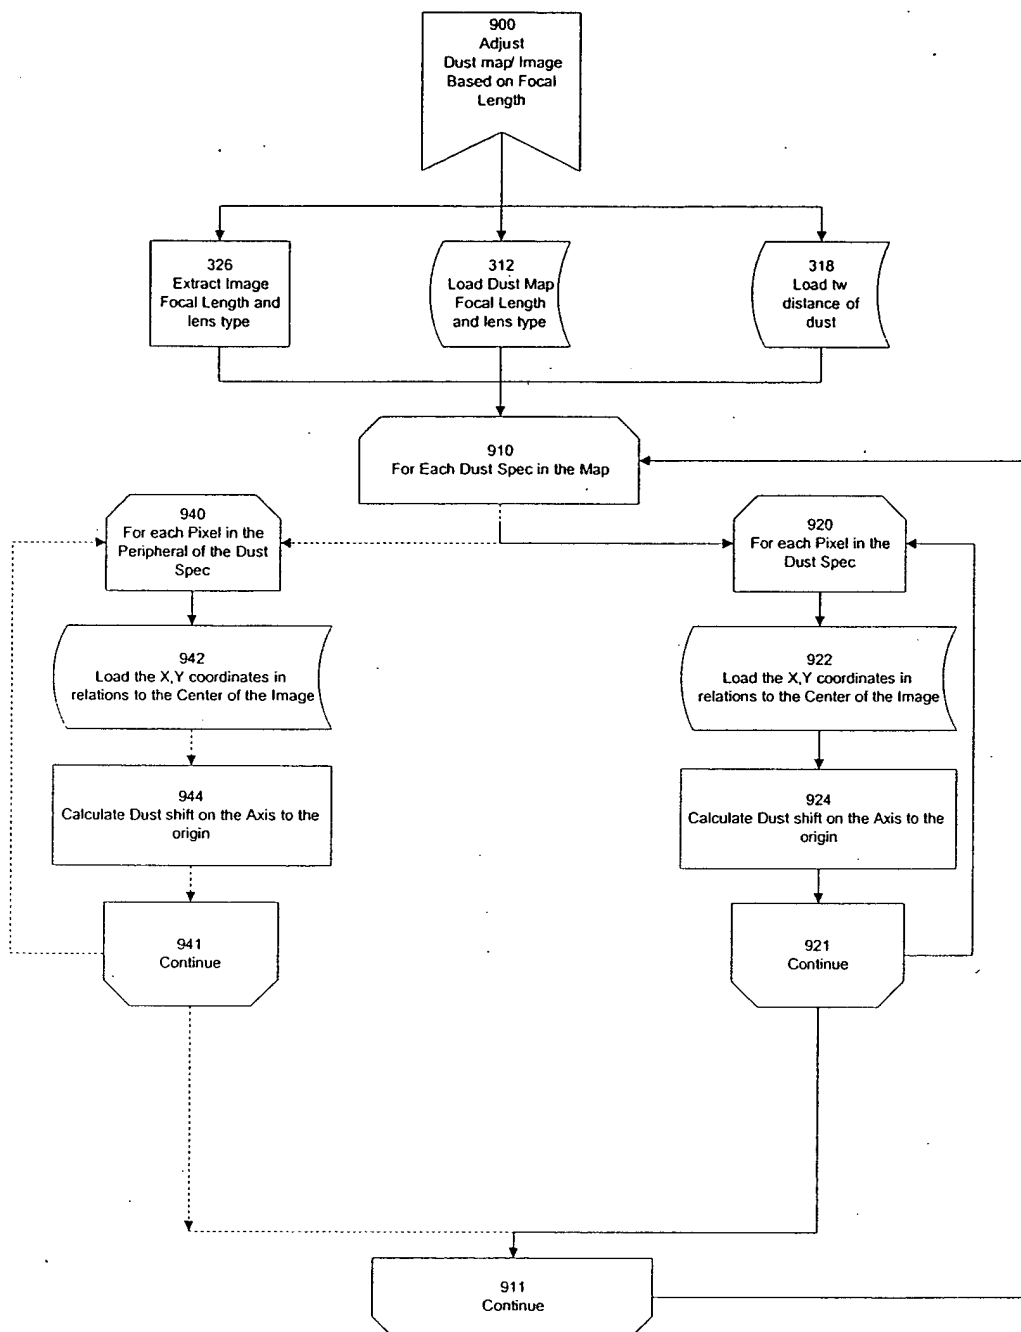 900
Adjust
Dust map/ Image
Based on Focal
Length
326
Extract Image
Focal Length and
lens type
312
Load Dust Map
Focal Length
and lens type
318
Load tw
distance of
dust
910
For Each Dust Spec in the Map
940
For each Pixel in the
Peripheral of the Dust
Spec
920
For each Pixel in the
Dust Spec
942
Load the X,Y coordinates in
relations to the Center of the Image
922
Load the X,Y coordinates in
relations to the Center of the Image
944
Calculate Dust shift on the Axis to the
origin
924
Calculate Dust shift on the Axis to the
origin
941
Continue
921
Continue
911
Continue